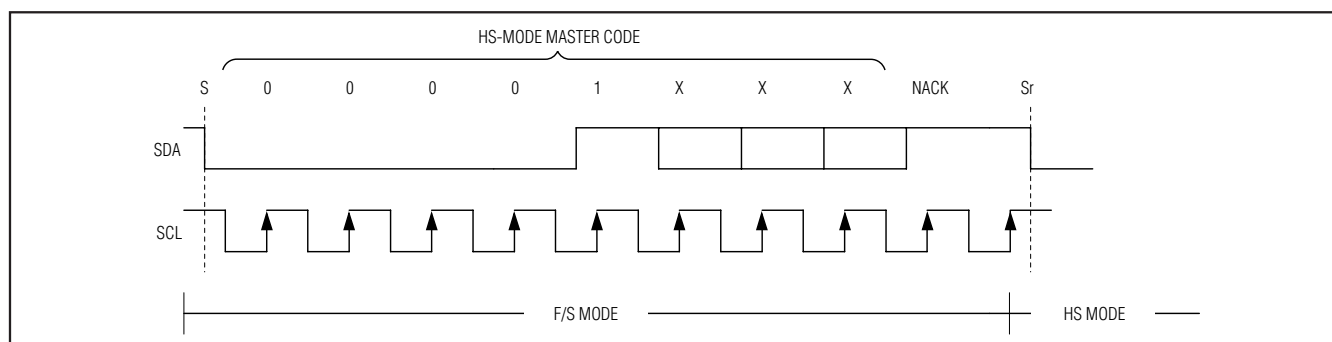 HS-MODE MASTER CODE
S 0 0 0 0 1 X X X NACK Sr
SDA
SCL
F/S MODE HS MODE